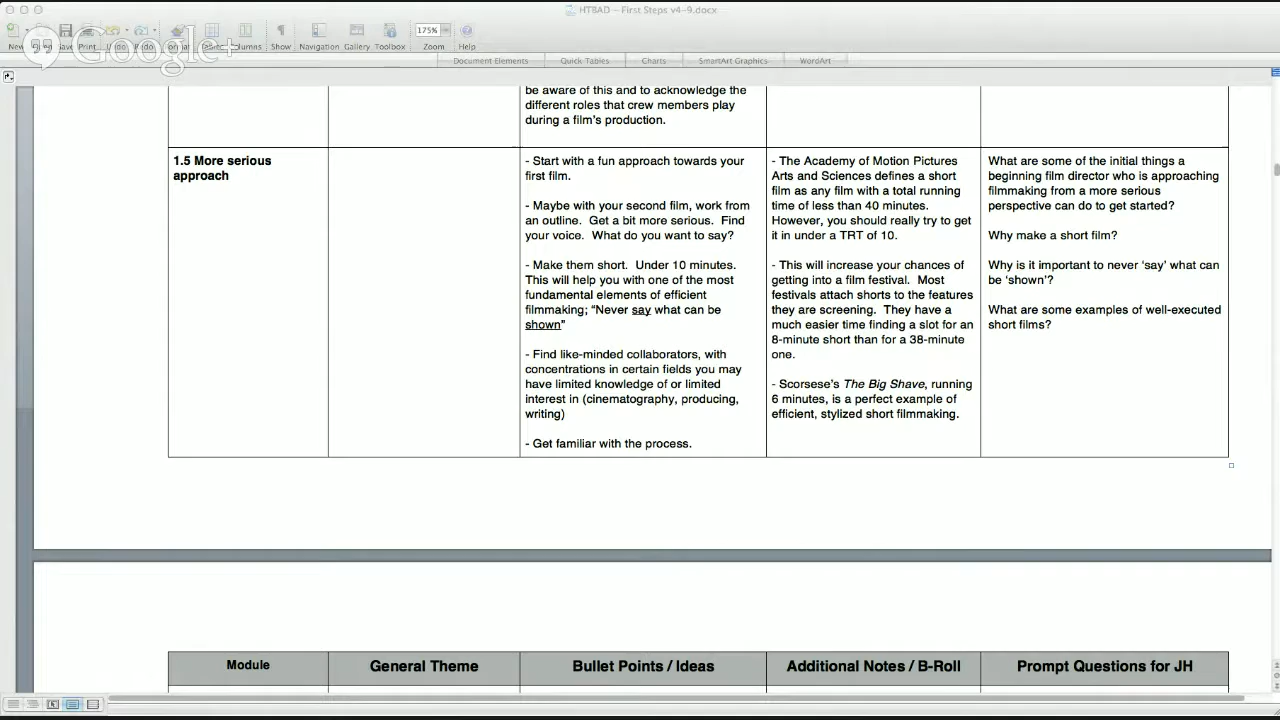 HT8AD – First Steps v4-9.docx
Google+
175%
New
Print
Show
Navigation
Gallery
Toolbox
Zoom
Help
Document Elements
Quick Tables
Charts
SmartArt Graphics
WordArt
be aware of this and to acknowledge the
different roles that crew members play
during a film's production.
1.5 More serious
approach
- Start with a fun approach towards your
first film.
- Maybe with your second film, work from
an outline. Get a bit more serious. Find
your voice. What do you want to say?
- Make them short. Under 10 minutes.
This will help you with one of the most
fundamental elements of efficient
filmmaking; “Never say what can be
shown”
- Find like-minded collaborators, with
concentrations in certain fields you may
have limited knowledge of or limited
interest in (cinematography, producing,
writing)
- Get familiar with the process.
- The Academy of Motion Pictures
Arts and Sciences defines a short
film as any film with a total running
time of less than 40 minutes.
However, you should really try to get
it in under a TRT of 10.
- This will increase your chances of
getting into a film festival. Most
festivals attach shorts to the features
they are screening. They have a
much easier time finding a slot for an
8-minute short than for a 38-minute
one.
- Scorsese's The Big Shave, running
6 minutes, is a perfect example of
efficient, stylized short filmmaking.
What are some of the initial things a
beginning film director who is approaching
filmmaking from a more serious
perspective can do to get started?
Why make a short film?
Why is it important to never ‘say’ what can
be ‘shown’?
What are some examples of well-executed
short films?
Module
General Theme
Bullet Points / Ideas
Additional Notes / B-Roll
Prompt Questions for JH